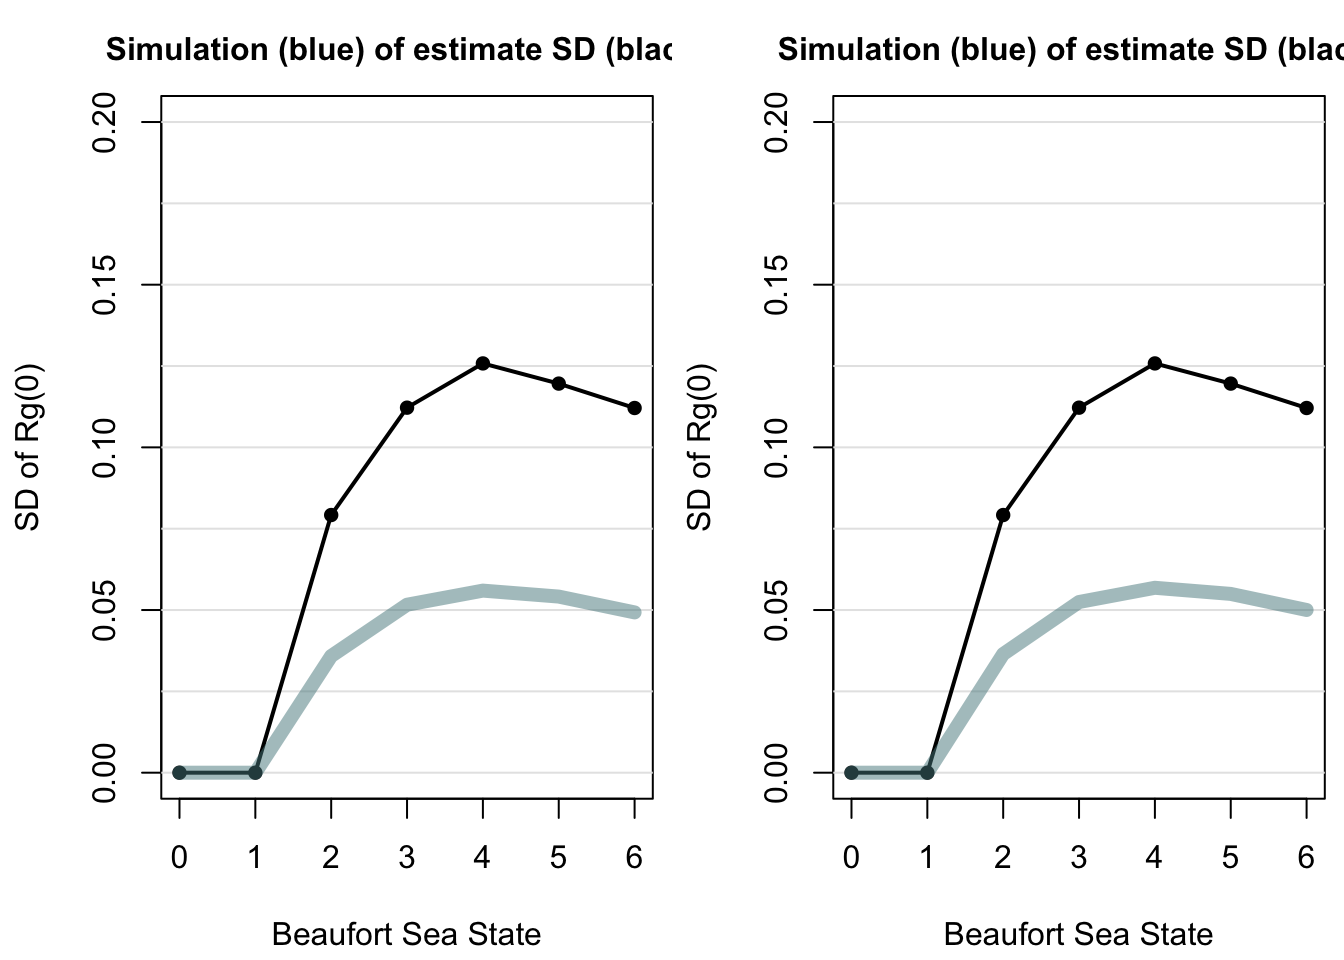 Simulation (blue) of estimate SD (blac
SD of Rg(0)
0.20
0.15
0.10
0.05
0.00
0 1 2 3 4 5 6
Beaufort Sea State
Simulation (blue) of estimate SD (blac
SD of Rg(0)
0.20
0.15
0.10
0.05
0.00
0 1 2 3 4 5 6
Beaufort Sea State